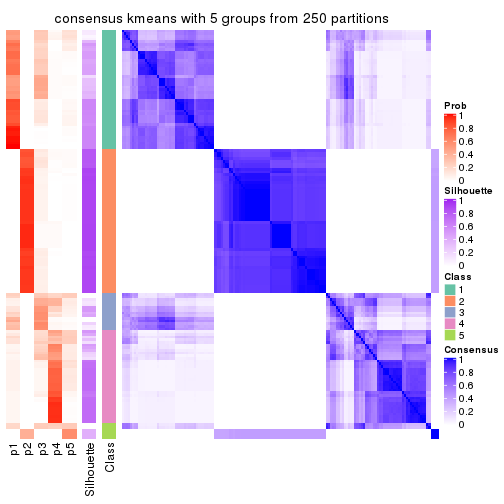 consensus kmeans with 5 groups from 250 partitions
Prob
1
0.8
0.6
0.4
0.2
0
Silhouette
1
0.8
0.6
0.4
0.2
0
Class
1
2
3
4
5
Consensus
1
0.8
0.6
0.4
0.2
0
p1
p2
p3
p4
p5
Silhouette
Class